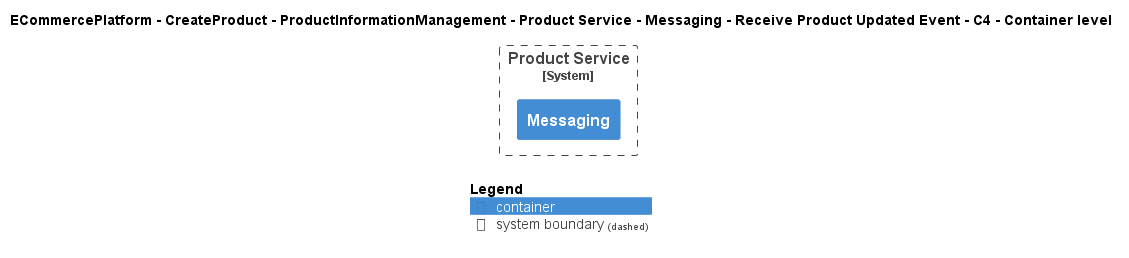 ECommercePlatform - CreateProduct - ProductInformationManagement - Product Service - Messaging - Receive Product Updated Event - C4 - Container level
Product Service
[System]
Messaging
Legend
container
system boundary (dashed)